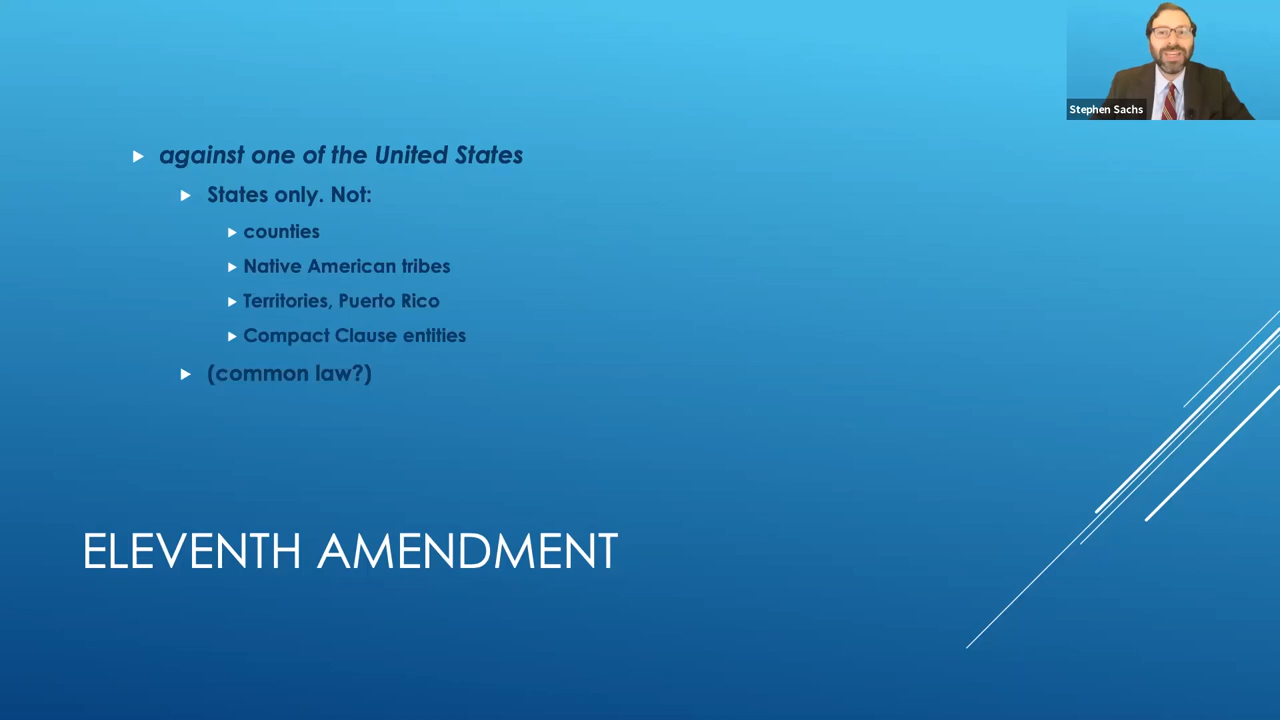 Stephen Sachs
against one of the United States
States only. Not:
counties
Native American tribes
Territories, Puerto Rico
Compact Clause entities
(common law?)
ELEVENTH AMENDMENT